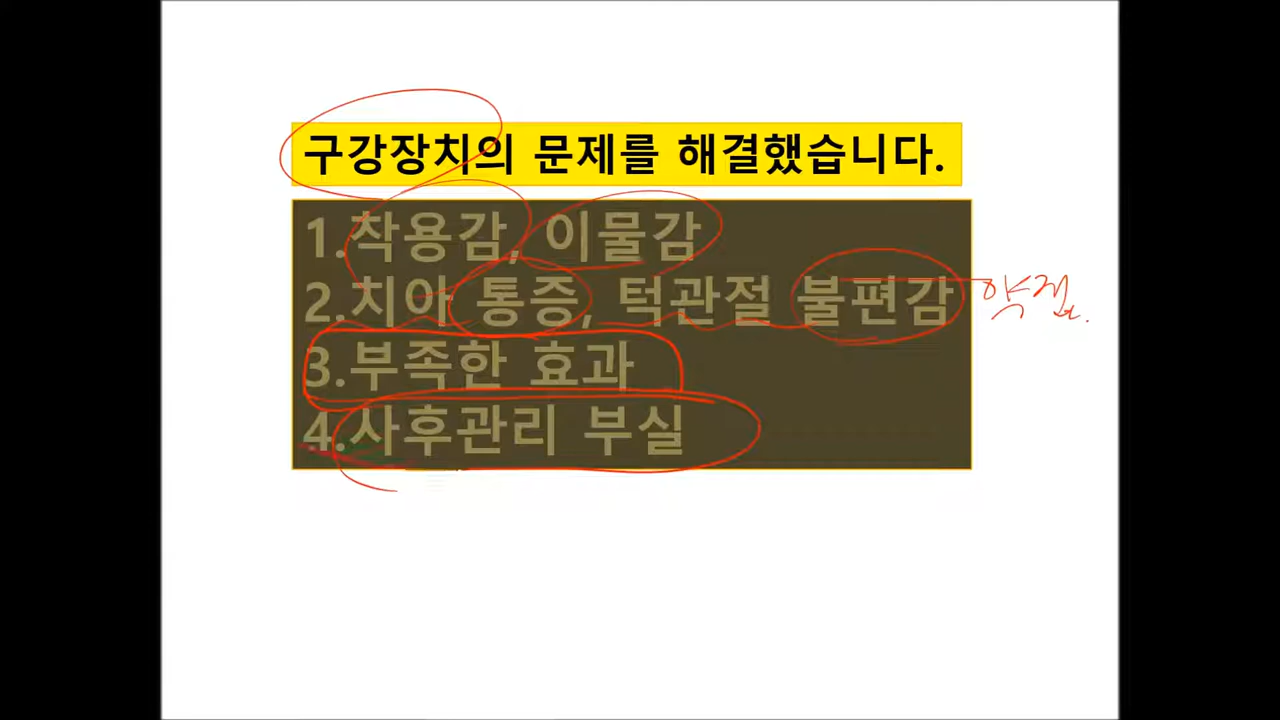 구강장치의 문제를 해결했습니다.
1.착용감, 이물감
2.치아 통증, 턱관절 불편감 약점.
3.부족한 효과
4.사후관리 부실